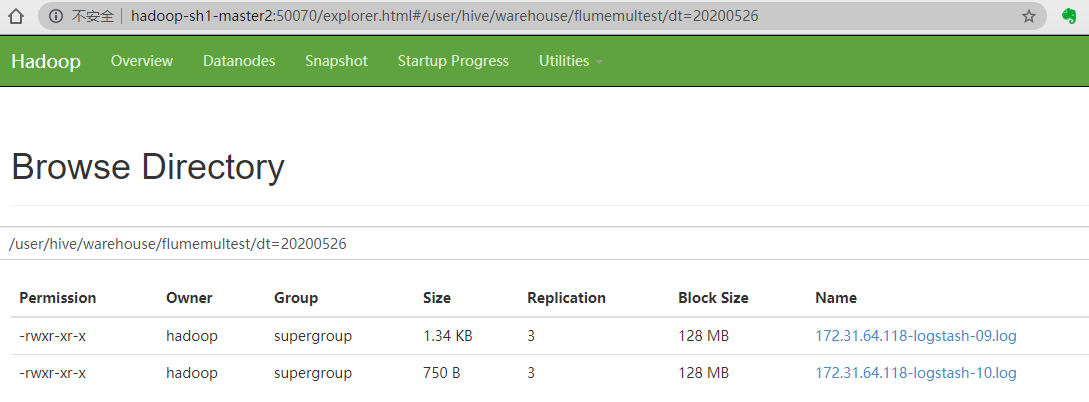 不安全 hadoop-sh1-master2:50070/explorer.html#/user/hive/warehouse/flumemultest/dt=20200526
Hadoop Overview Datanodes Snapshot Startup Progress Utilities
Browse Directory
/user/hive/warehouse/flumemultest/dt=20200526
Permission Owner Group Size Replication Block Size Name
-rwxr-xr-x hadoop supergroup 1.34 KB 3 128 MB 172.31.64.118-logstash-09.log
-rwxr-xr-x hadoop supergroup 750 B 3 128 MB 172.31.64.118-logstash-10.log